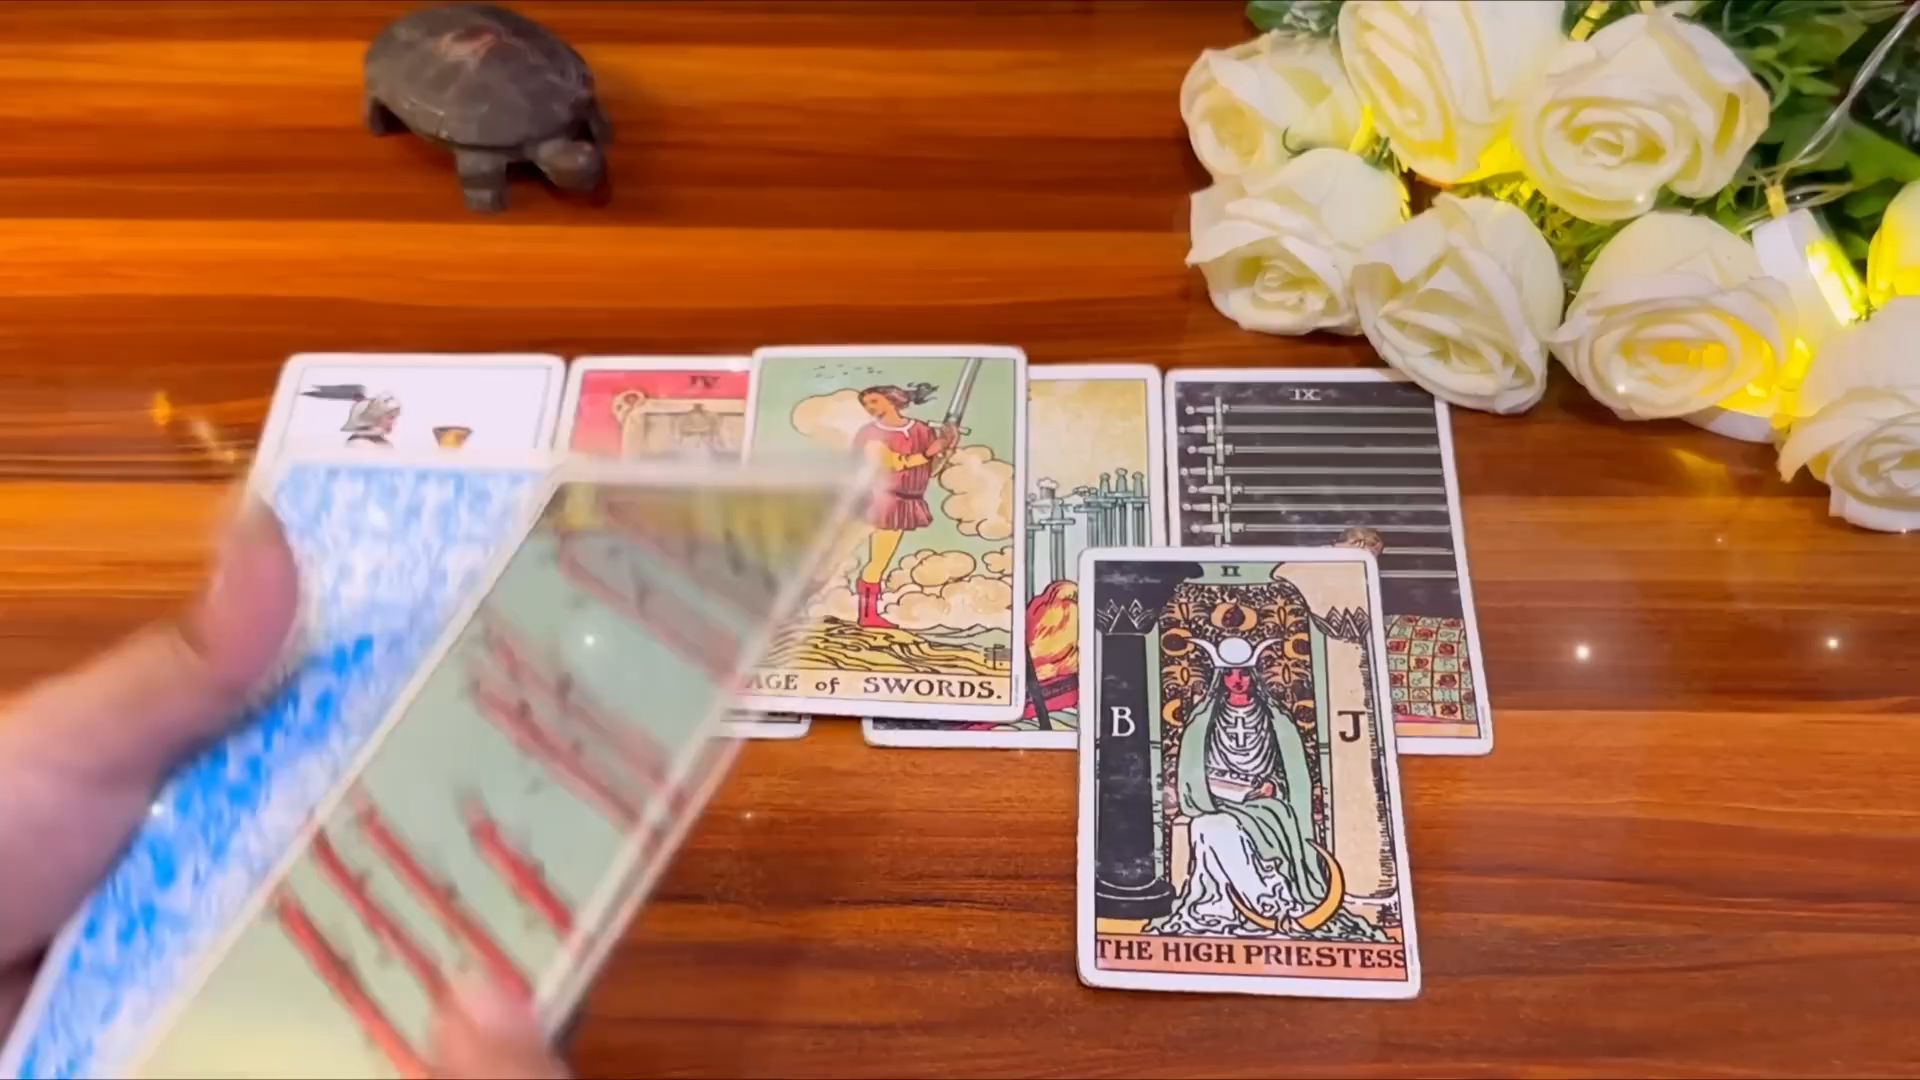 IV
IX
AGE of SWORDS.
II
B
J
THE HIGH PRIESTESS